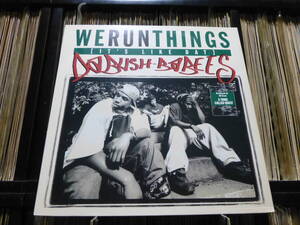 WERUNTHINGS
(IT'S LIKE DAT)
DA BUSH BABEES